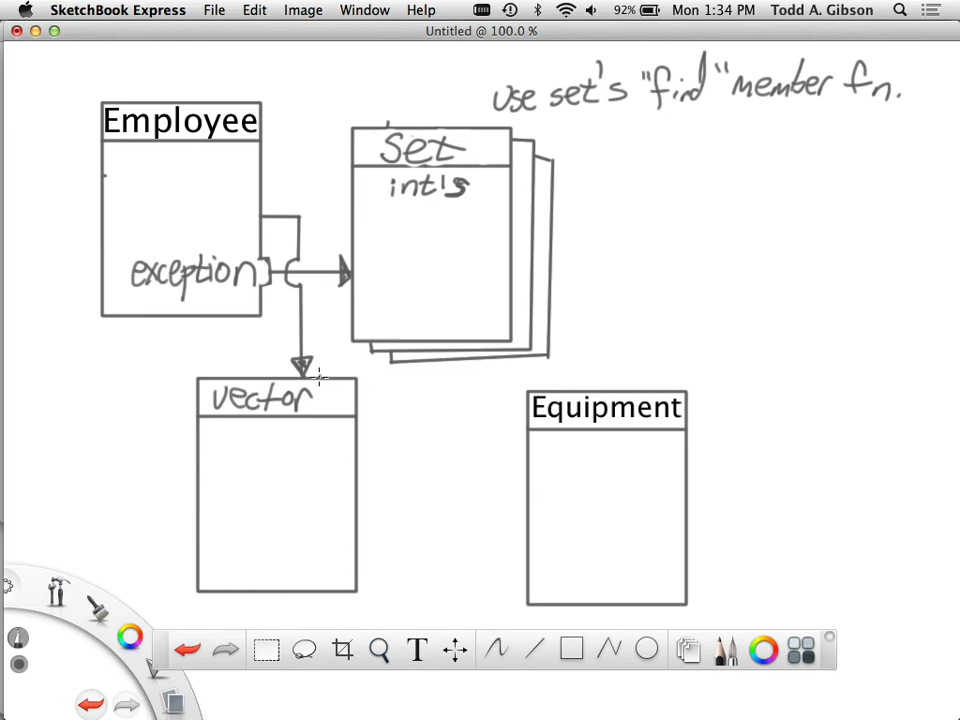 SketchBook Express File Edit Image Window Help 92% Mon 1:34 PM Todd A. Gibson
Untitled @ 100.0 %
use set's "find" member fn.
Employee
set
int's
exception
vector
Equipment
T